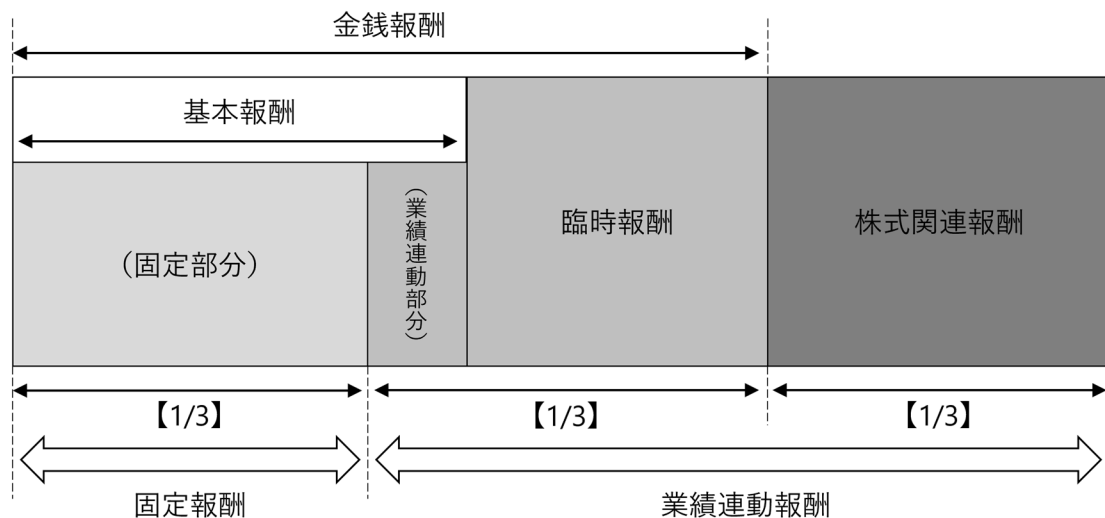 金銭報酬
基本報酬
(固定部分)
(業績連動部分)
臨時報酬
株式関連報酬
【1/3】
【1/3】
【1/3】
固定報酬
業績連動報酬